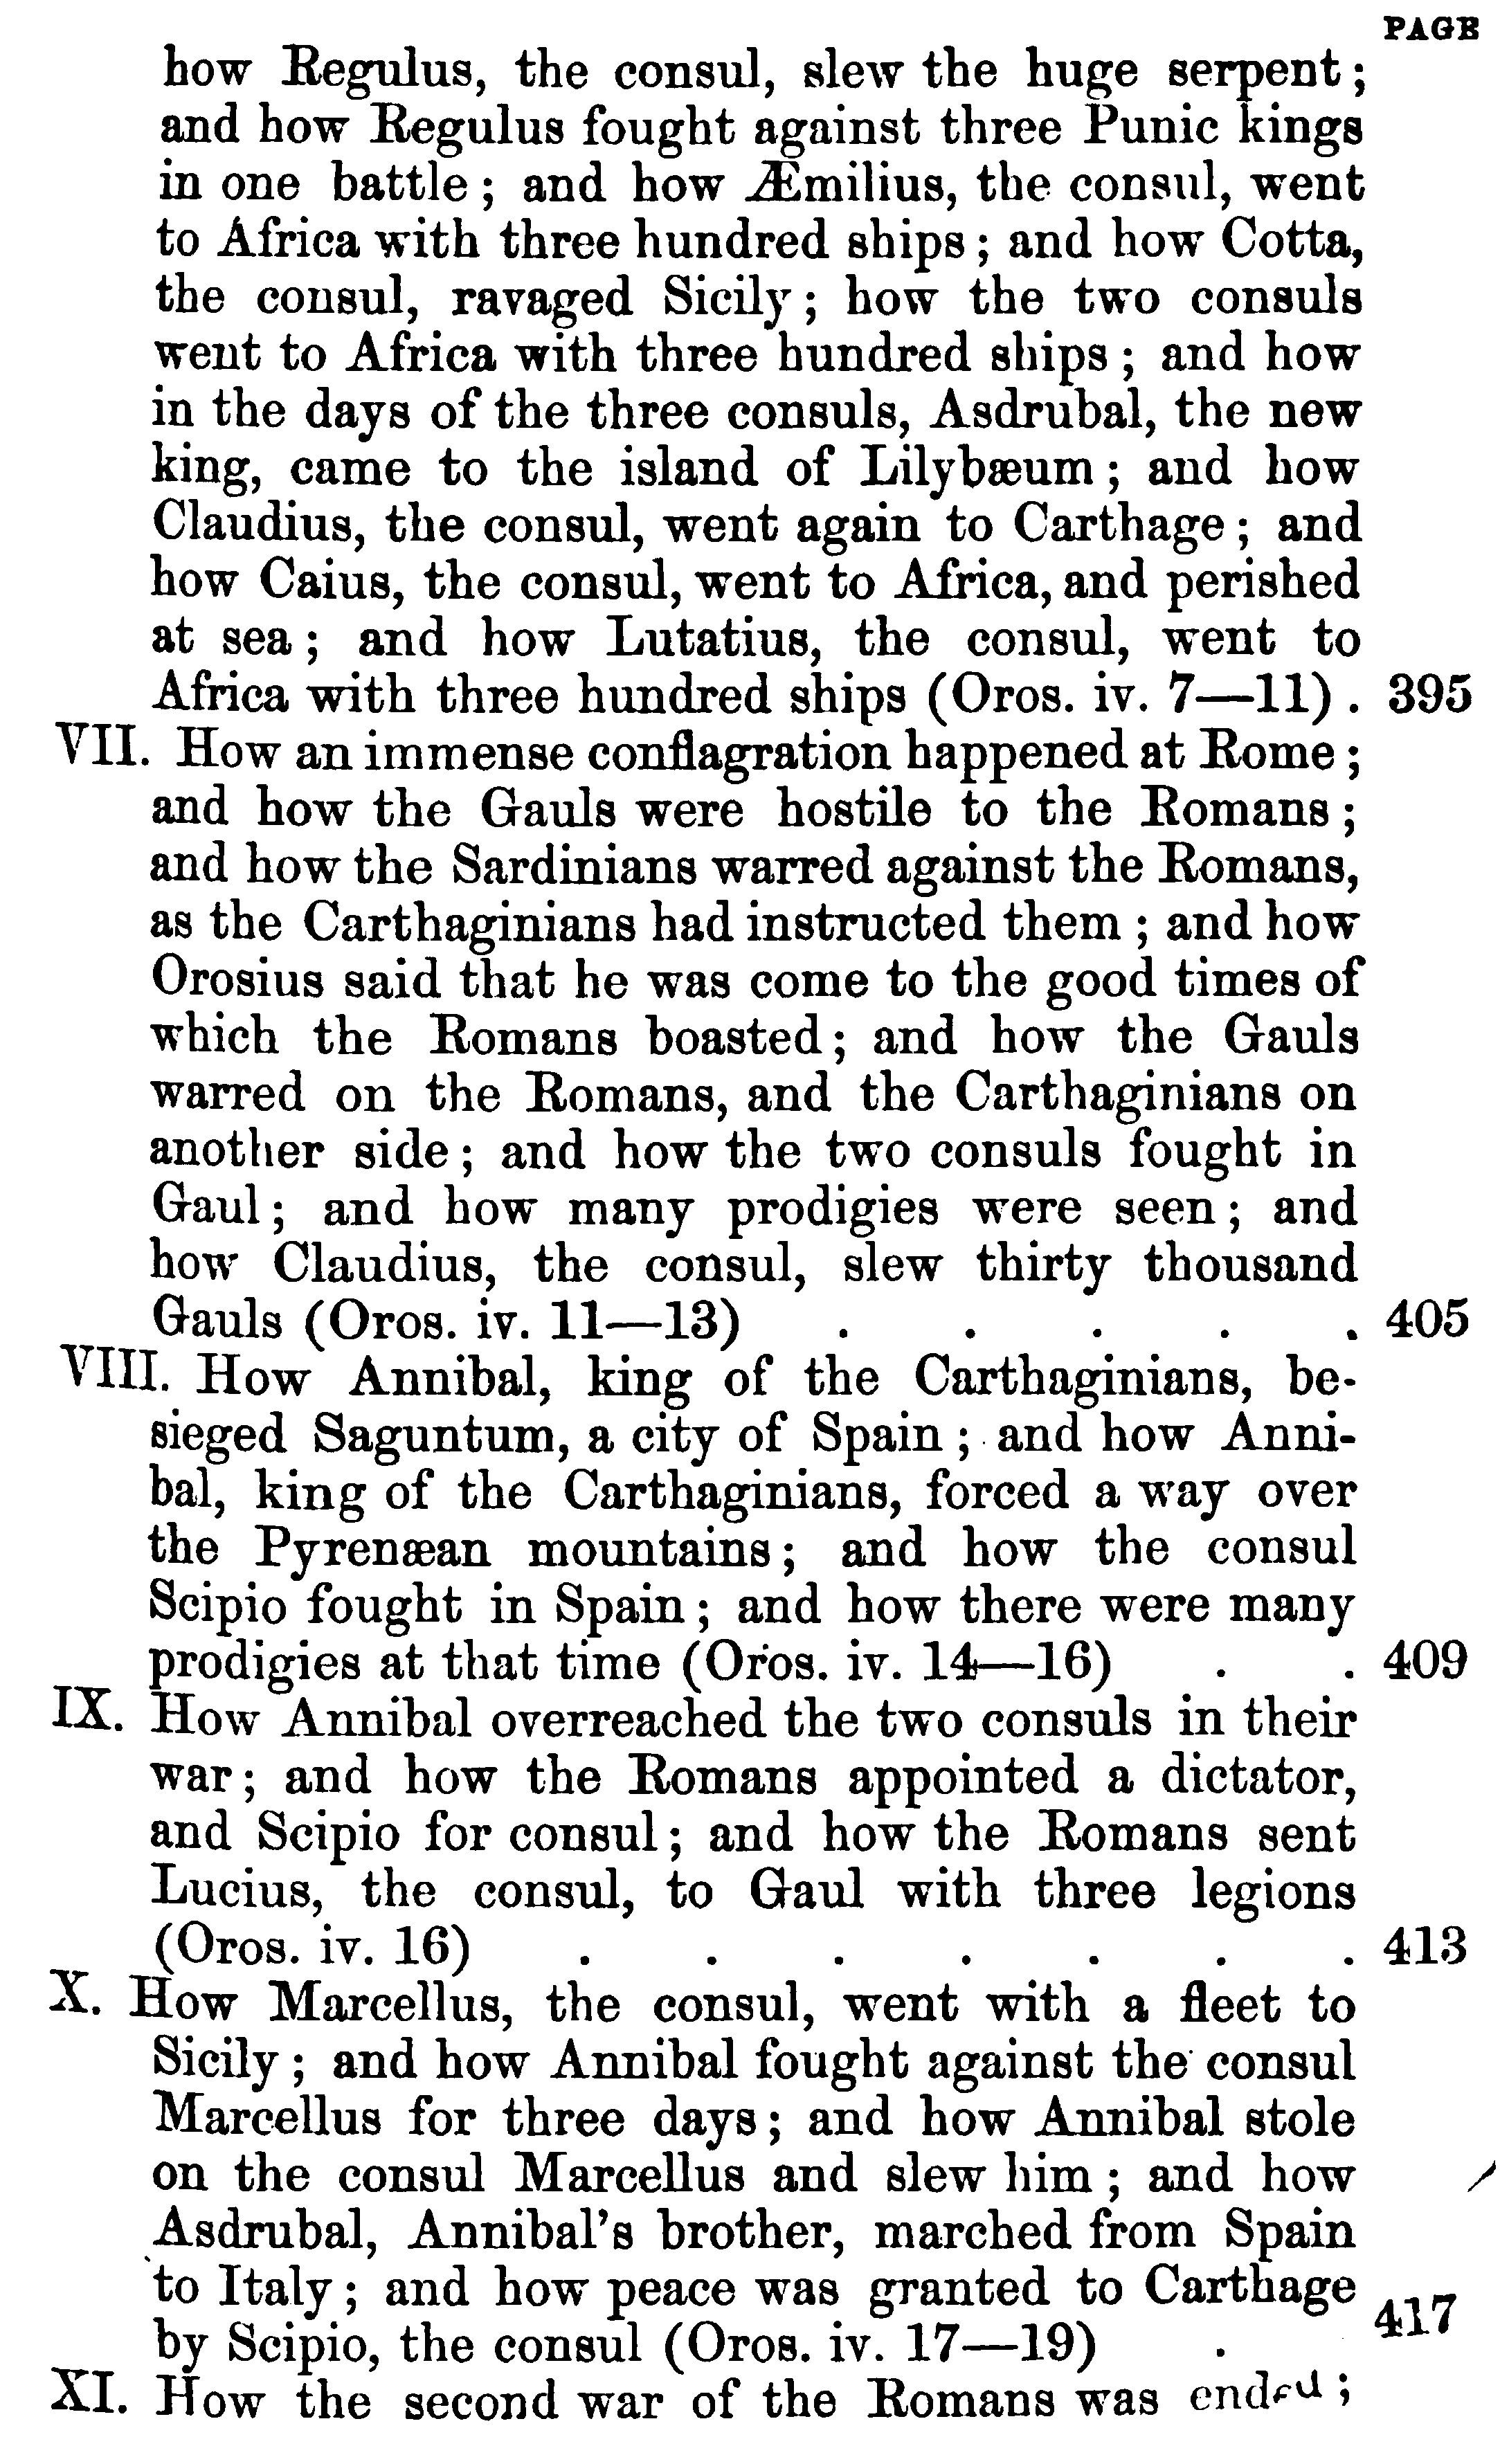 PAGE
how Regulus, the consul, slew the huge serpent;
and how Regulus fought against three Punic kings
in one battle; and how Æmilius, the consul, went
to Africa with three hundred ships; and how Cotta,
the consul, ravaged Sicily; how the two consuls
went to Africa with three hundred ships; and how
in the days of the three consuls, Asdrubal, the new
king, came to the island of Lilybæum; and how
Claudius, the consul, went again to Carthage; and
how Caius, the consul, went to Africa, and perished
at sea; and how Lutatius, the consul, went to
Africa with three hundred ships (Oros. iv. 7—11) . 395
VII. How an immense conflagration happened at Rome;
and how the Gauls were hostile to the Romans;
and how the Sardinians warred against the Romans,
as the Carthaginians had instructed them; and how
Orosius said that he was come to the good times of
which the Romans boasted; and how the Gauls
warred on the Romans, and the Carthaginians on
another side; and how the two consuls fought in
Gaul; and how many prodigies were seen; and
how Claudius, the consul, slew thirty thousand
Gauls (Oros. iv. 11—13) . . . . . 405
VIII. How Annibal, king of the Carthaginians, be-
sieged Saguntum, a city of Spain; and how Anni-
bal, king of the Carthaginians, forced a way over
the Pyrenæan mountains; and how the consul
Scipio fought in Spain; and how there were many
prodigies at that time (Oros. iv. 14—16) . . 409
IX. How Annibal overreached the two consuls in their
war; and how the Romans appointed a dictator,
and Scipio for consul; and how the Romans sent
Lucius, the consul, to Gaul with three legions
(Oros. iv. 16) . . . . . . . 413
X. How Marcellus, the consul, went with a fleet to
Sicily; and how Annibal fought against the consul
Marcellus for three days; and how Annibal stole
on the consul Marcellus and slew him; and how
Asdrubal, Annibal's brother, marched from Spain
to Italy; and how peace was granted to Carthage
by Scipio, the consul (Oros. iv. 17—19) . 417
XI. How the second war of the Romans was ended;